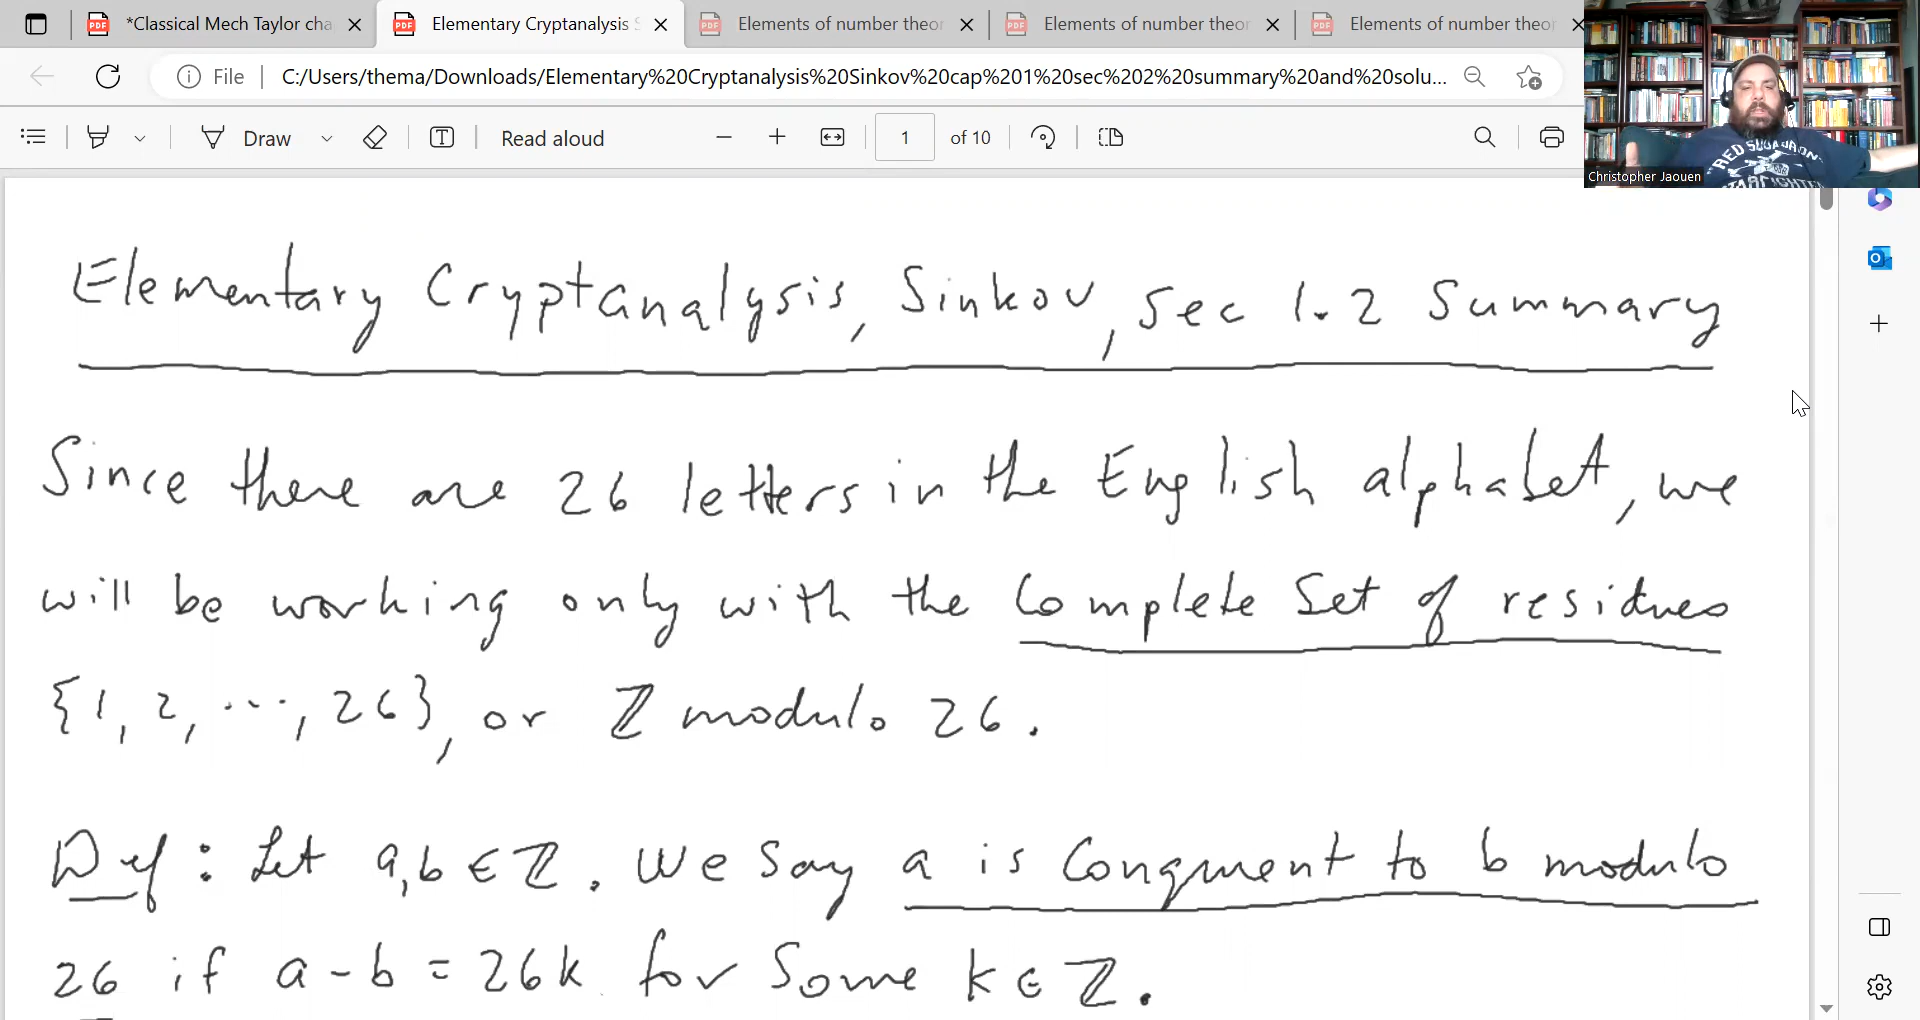 *Classical Mech Taylor cha
Elementary Cryptanalysis S
Elements of number theor
Elements of number theor
Elements of number theor
File
C:/Users/thema/Downloads/Elementary%20Cryptanalysis%20Sinkov%20cap%201%20sec%202%20summary%20and%20solu...
Draw
Read aloud
1
of 10
RED SQUADRON
STARFIGHTE
Christopher Jaouen
Elementary Cryptanalysis, Sinkov, Sec 1.2 Summary
Since there are 26 letters in the English alphabet, we
will be working only with the Complete Set of residues
{1, 2, ..., 26}, or ℤ modulo 26.
Def: Let a, b ∈ ℤ. We say a is Congruent to b modulo
26 if a - b = 26k for some k ∈ ℤ.